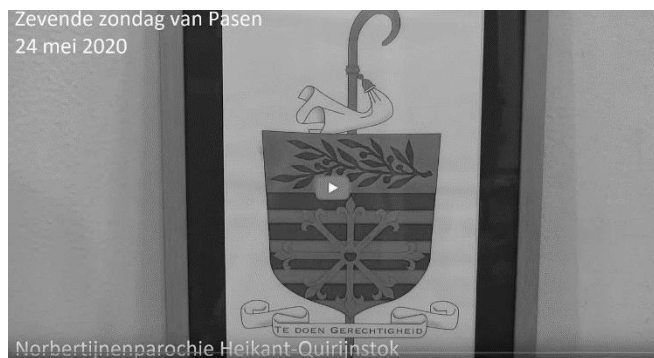 Zevende zondag van Pasen
24 mei 2020
TE DOEN GERECHTIGHEID
Norbertijnenparochie Heikant-Quirijnstok